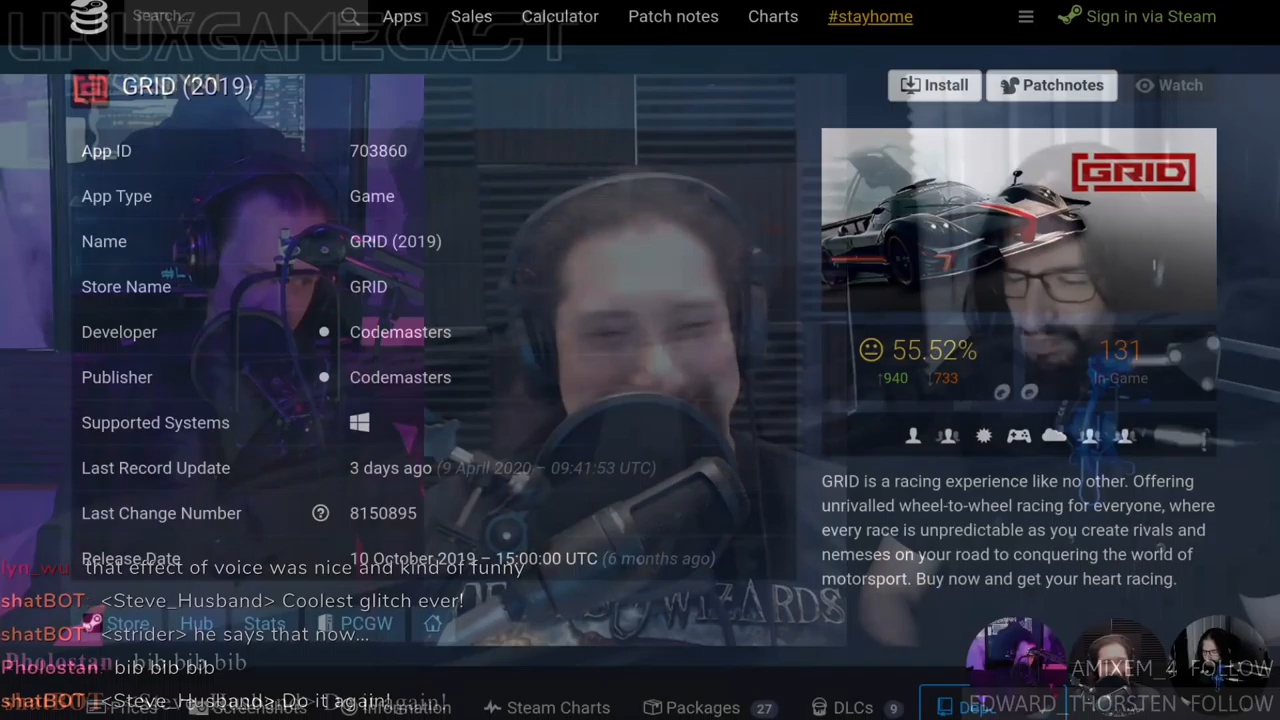 Search...
Apps
Sales
Calculator
Patch notes
Charts
#stayhome
Sign in via Steam
LINUXGAMECAST
GRID (2019)
Install
Patchnotes
Watch
App ID 703860
App Type Game
Name GRID (2019)
Store Name GRID
Developer Codemasters
Publisher Codemasters
Supported Systems
Last Record Update 3 days ago (9 April 2020 – 09:41:53 UTC)
Last Change Number 8150895
Release Date 10 October 2019 – 15:00:00 UTC (6 months ago)
GRID
55.52%
↑940 ↓733
131
In-Game
GRID is a racing experience like no other. Offering
unrivalled wheel-to-wheel racing for everyone, where
every race is unpredictable as you create rivals and
nemeses on your road to conquering the world of
motorsport. Buy now and get your heart racing.
WIZARDS
Store
Hub
Stats
PCGW
lyn_wu that effect of voice was nice and kind of funny
shatBOT <Steve_Husband> Coolest glitch ever!
shatBOT <strider> he says that now...
Pholostan bib bib bib
shatBOT <Steve_Husband> Do it again!
Prices
Screenshots
Information
Steam Charts
Packages 27
DLCs 9
AMIXEM_4 FOLLOW
EDWARD_THORSTEN FOLLOW